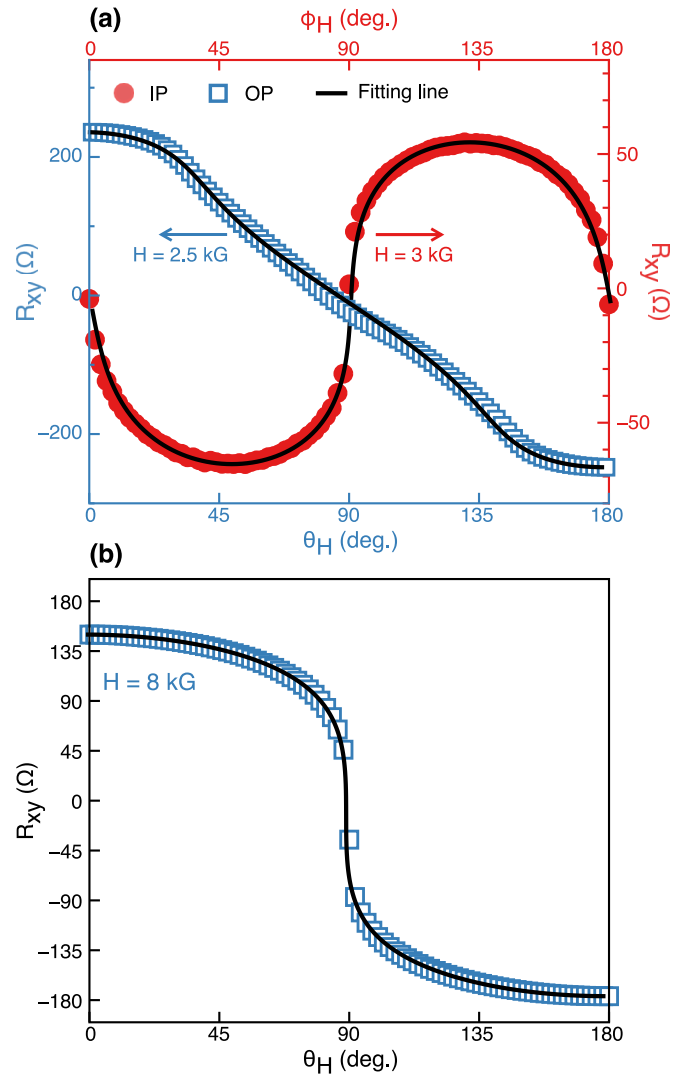 (a)
ϕH (deg.)
0 45 90 135 180
IP OP Fitting line
200
0
−200
Rxy (Ω)
50
0
−50
Rxy (Ω)
H = 2.5 kG
H = 3 kG
0 45 90 135 180
θH (deg.)
(b)
180
135
90
45
0
−45
−90
−135
−180
Rxy (Ω)
H = 8 kG
0 45 90 135 180
θH (deg.)